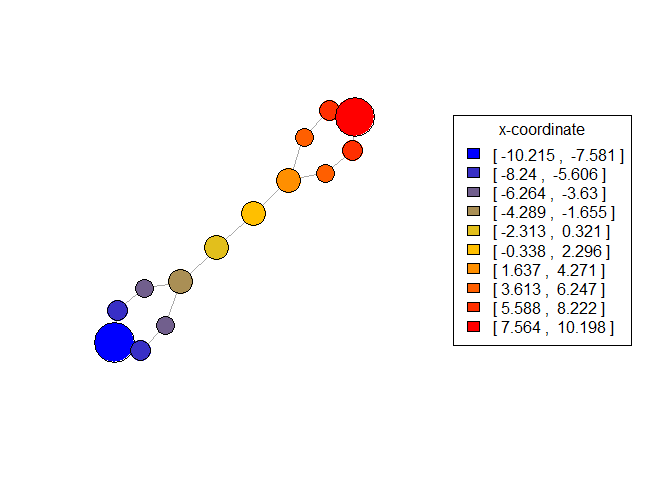 x-coordinate
[ -10.215 , -7.581 ]
[ -8.24 , -5.606 ]
[ -6.264 , -3.63 ]
[ -4.289 , -1.655 ]
[ -2.313 , 0.321 ]
[ -0.338 , 2.296 ]
[ 1.637 , 4.271 ]
[ 3.613 , 6.247 ]
[ 5.588 , 8.222 ]
[ 7.564 , 10.198 ]